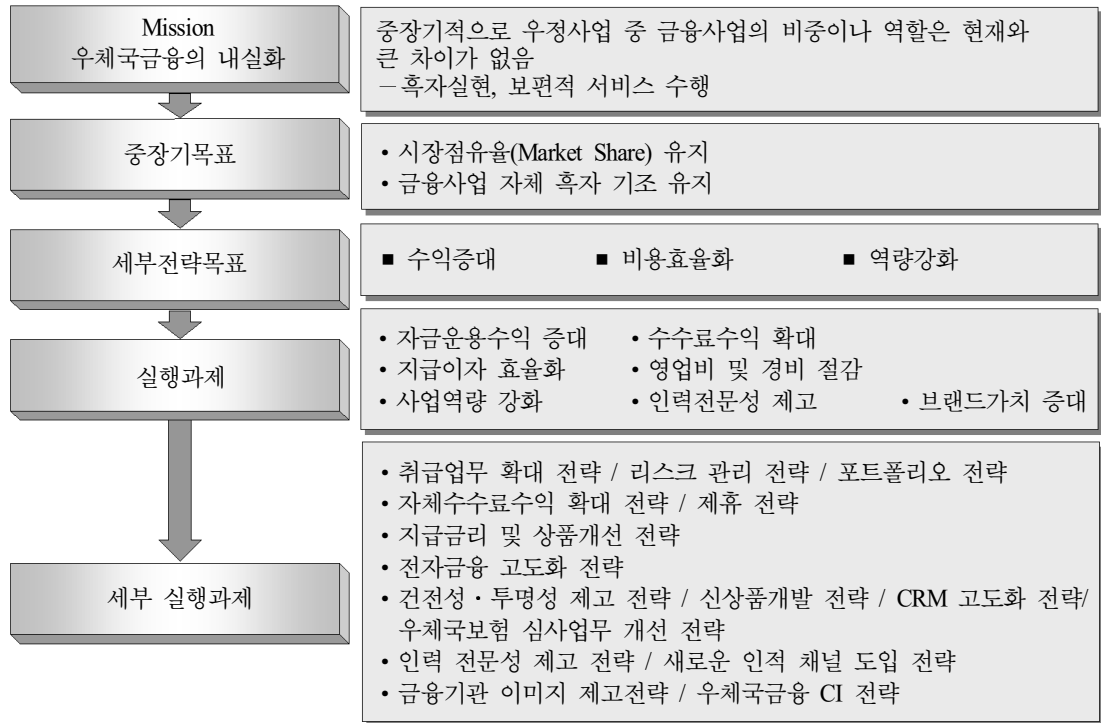 Mission
우체국금융의 내실화
중장기적으로 우정사업 중 금융사업의 비중이나 역할은 현재와
큰 차이가 없음
－흑자실현, 보편적 서비스 수행
중장기목표
• 시장점유율(Market Share) 유지
• 금융사업 자체 흑자 기조 유지
세부전략목표
■ 수익증대 ■ 비용효율화 ■ 역량강화
실행과제
• 자금운용수익 증대 • 수수료수익 확대
• 지급이자 효율화 • 영업비 및 경비 절감
• 사업역량 강화 • 인력전문성 제고 • 브랜드가치 증대
세부 실행과제
• 취급업무 확대 전략 / 리스크 관리 전략 / 포트폴리오 전략
• 자체수수료수익 확대 전략 / 제휴 전략
• 지급금리 및 상품개선 전략
• 전자금융 고도화 전략
• 건전성·투명성 제고 전략 / 신상품개발 전략 / CRM 고도화 전략/
우체국보험 심사업무 개선 전략
• 인력 전문성 제고 전략 / 새로운 인적 채널 도입 전략
• 금융기관 이미지 제고전략 / 우체국금융 CI 전략